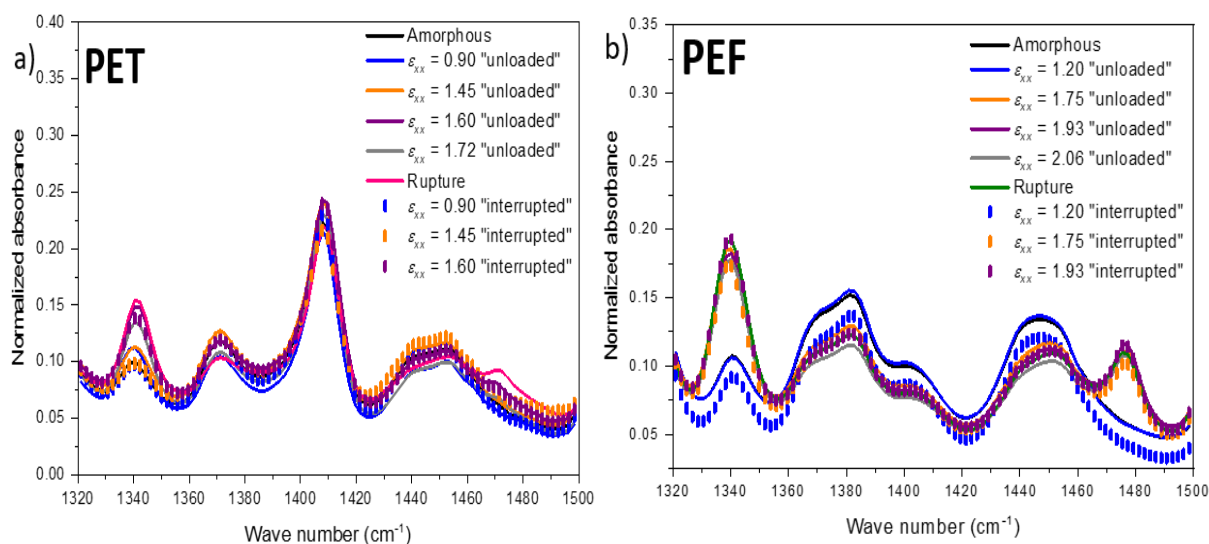 a)
PET
Amorphous
εxx = 0.90 "unloaded"
εxx = 1.45 "unloaded"
εxx = 1.60 "unloaded"
εxx = 1.72 "unloaded"
Rupture
εxx = 0.90 "interrupted"
εxx = 1.45 "interrupted"
εxx = 1.60 "interrupted"
0.40
0.35
0.30
0.25
0.20
0.15
0.10
0.05
0.00
Normalized absorbance
1320 1340 1360 1380 1400 1420 1440 1460 1480 1500
Wave number (cm⁻¹)
b)
PEF
Amorphous
εxx = 1.20 "unloaded"
εxx = 1.75 "unloaded"
εxx = 1.93 "unloaded"
εxx = 2.06 "unloaded"
Rupture
εxx = 1.20 "interrupted"
εxx = 1.75 "interrupted"
εxx = 1.93 "interrupted"
0.35
0.30
0.25
0.20
0.15
0.10
0.05
Normalized absorbance
1320 1340 1360 1380 1400 1420 1440 1460 1480 1500
Wave number (cm⁻¹)